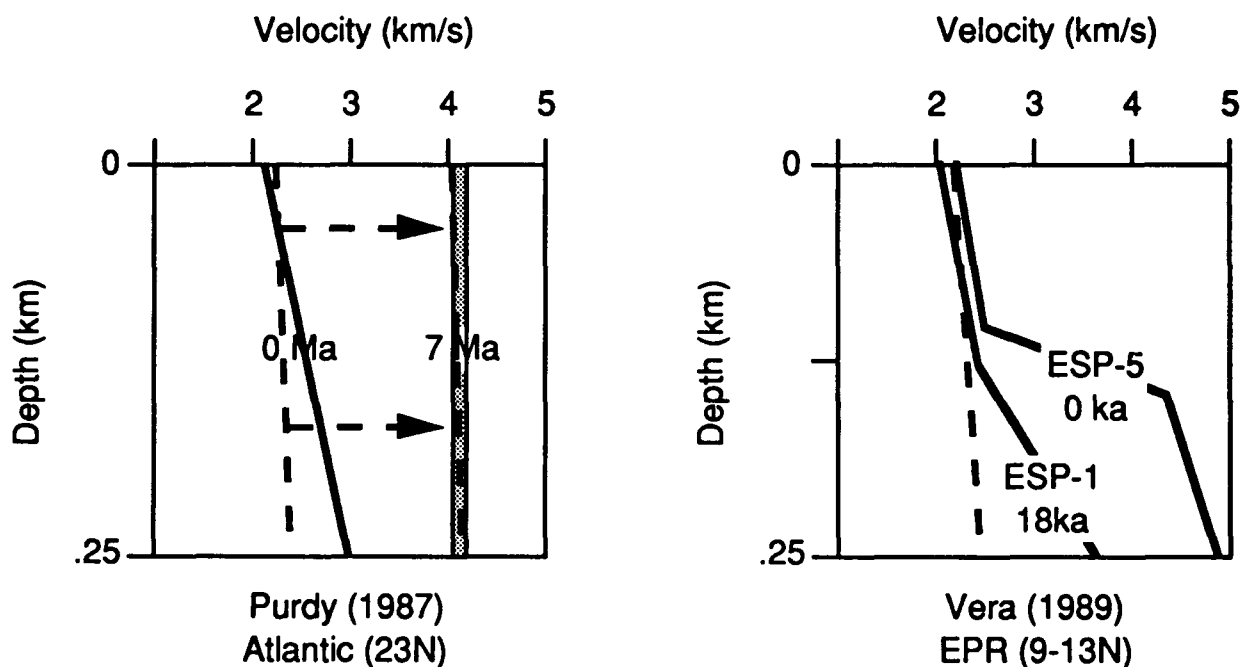 Velocity (km/s)
2 3 4 5
0
Depth (km)
0 Ma 7 Ma
.25
Purdy (1987)
Atlantic (23N)
Velocity (km/s)
2 3 4 5
0
Depth (km)
ESP-5
0 ka
ESP-1
18ka
.25
Vera (1989)
EPR (9-13N)